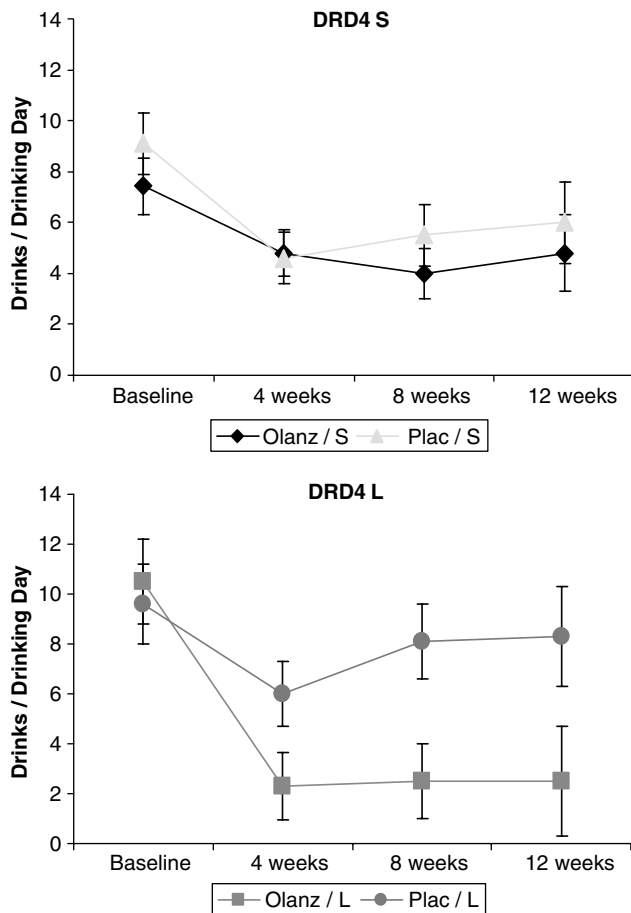 DRD4 S
Drinks / Drinking Day
14
12
10
8
6
4
2
0
Baseline 4 weeks 8 weeks 12 weeks
Olanz / S Plac / S
DRD4 L
Drinks / Drinking Day
14
12
10
8
6
4
2
0
Baseline 4 weeks 8 weeks 12 weeks
Olanz / L Plac / L